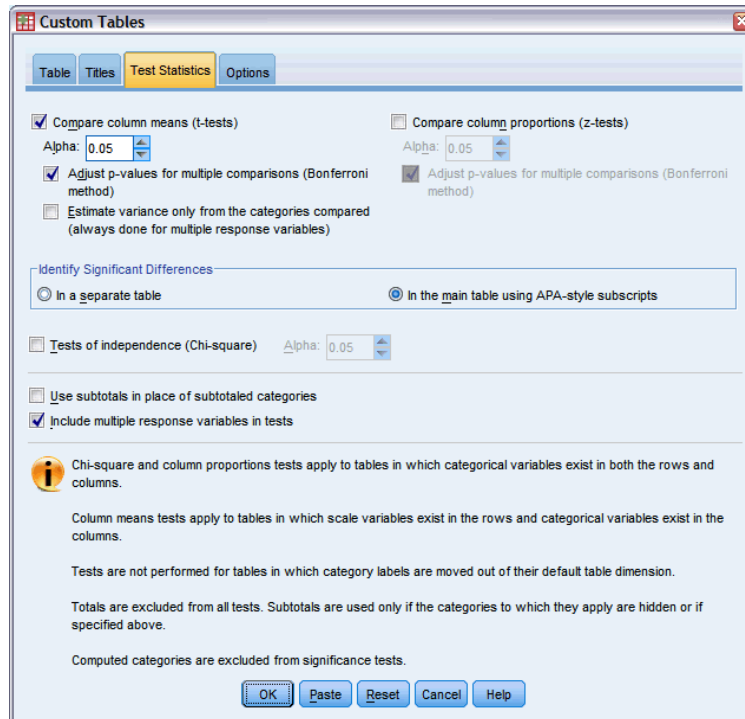 Custom Tables
Table Titles Test Statistics Options
Compare column means (t-tests)
Alpha: 0.05
Adjust p-values for multiple comparisons (Bonferroni
method)
Estimate variance only from the categories compared
(always done for multiple response variables)
Compare column proportions (z-tests)
Alpha: 0.05
Adjust p-values for multiple comparisons (Bonferroni
method)
Identify Significant Differences
In a separate table
In the main table using APA-style subscripts
Tests of independence (Chi-square) Alpha: 0.05
Use subtotals in place of subtotaled categories
Include multiple response variables in tests
Chi-square and column proportions tests apply to tables in which categorical variables exist in both the rows and
columns.
Column means tests apply to tables in which scale variables exist in the rows and categorical variables exist in the
columns.
Tests are not performed for tables in which category labels are moved out of their default table dimension.
Totals are excluded from all tests. Subtotals are used only if the categories to which they apply are hidden or if
specified above.
Computed categories are excluded from significance tests.
OK Paste Reset Cancel Help